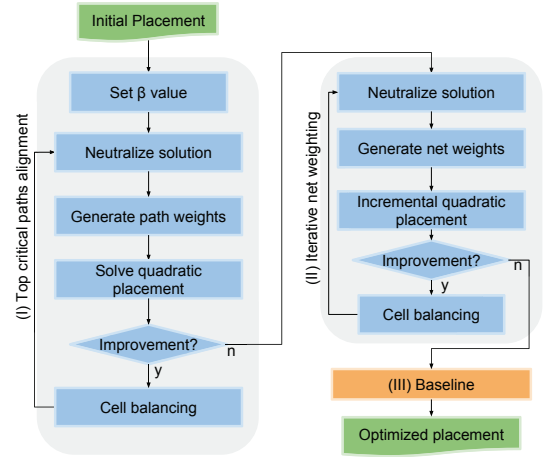 Initial Placement
Set β value
Neutralize solution
Generate path weights
Solve quadratic
placement
Improvement?
n
y
Cell balancing
(I) Top critical paths alignment
Neutralize solution
Generate net weights
Incremental quadratic
placement
Improvement?
n
y
Cell balancing
(II) Iterative net weighting
(III) Baseline
Optimized placement